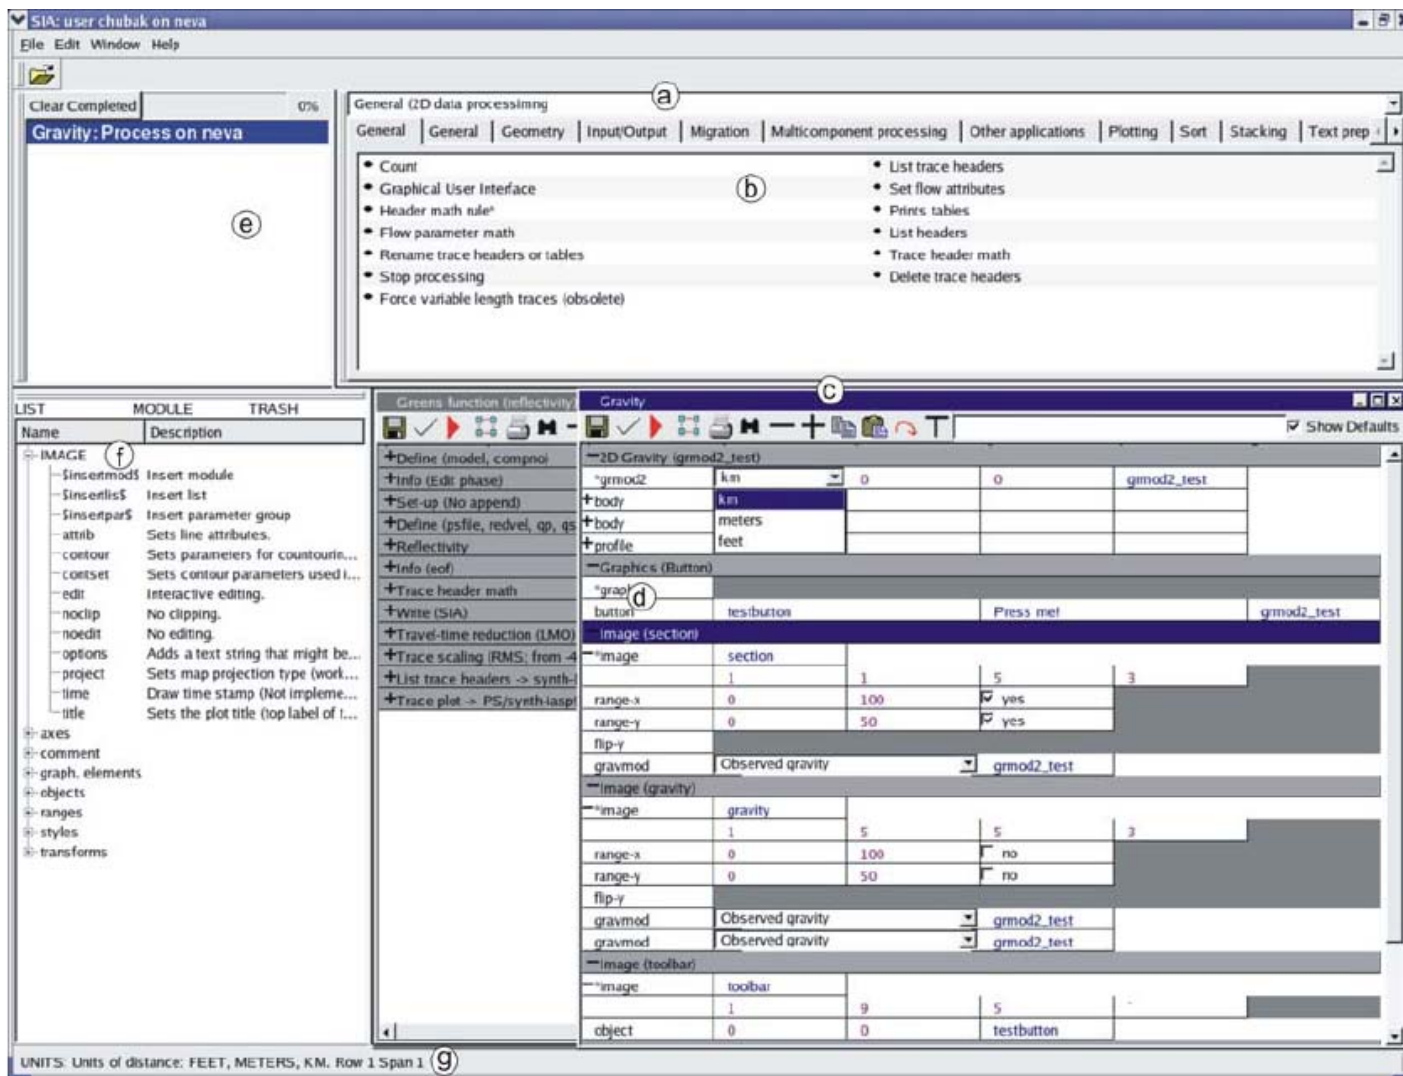 SIA: user chubak on neva
File Edit Window Help
Clear Completed 0%
Gravity: Process on neva
e
General (2D data processimng
a
General General Geometry Input/Output Migration Multicomponent processing Other applications Plotting Sort Stacking Text prep
Count List trace headers
Graphical User Interface b Set flow attributes
Header math rule* Prints tables
Flow parameter math List headers
Rename trace headers or tables Trace header math
Stop processing Delete trace headers
Force variable length traces (obsolete)
c
LIST MODULE TRASH
Name Description
f
IMAGE
$insertmod$ Insert module
$insertlis$ Insert list
$insertpar$ Insert parameter group
attrib Sets line attributes.
contour Sets parameters for countourin...
contset Sets contour parameters used i...
edit Interactive editing.
noclip No clipping.
noedit No editing.
options Adds a text string that might be...
project Sets map projection type (work...
time Draw time stamp (Not impleme...
title Sets the plot title (top label of t...
axes
comment
graph. elements
objects
ranges
styles
transforms
Greens function (reflectivity)
+Define (model, compno)
+Info (Edit phase)
+Set-up (No append)
+Define (psfile, redvel, qp, qs
+Reflectivity
+Info (eof)
+Trace header math
+Write (SIA)
+Travel-time reduction (LMO)
+Trace scaling (RMS; from -4
+List trace headers -> synth-
+Trace plot -> PS/synth-iasp
Gravity
Show Defaults
2D Gravity (grmod2_test)
*grmod2 km 0 0 grmod2_test
+body km
+body meters
+profile feet
Graphics (Button)
*graph
d
button testbutton Press me! grmod2_test
Image (section)
*image section
1 1 5 3
range-x 0 100 yes
range-y 0 50 yes
flip-y
gravmod Observed gravity grmod2_test
Image (gravity)
*image gravity
1 5 5 3
range-x 0 100 no
range-y 0 50 no
flip-y
gravmod Observed gravity grmod2_test
gravmod Observed gravity grmod2_test
Image (toolbar)
*image toolbar
1 9 5
object 0 0 testbutton
UNITS: Units of distance: FEET, METERS, KM. Row 1 Span 1 g